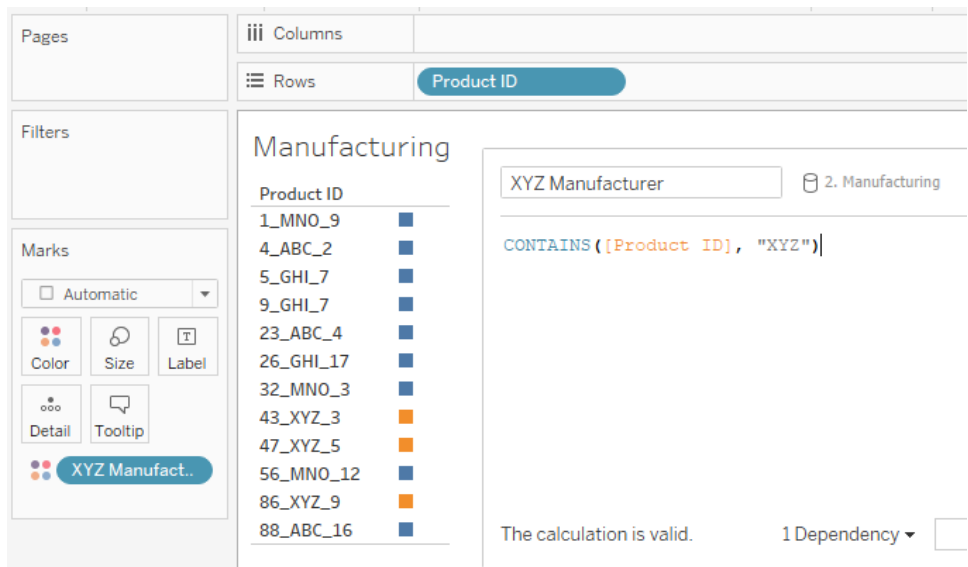 Pages
Columns
Rows
Product ID
Filters
Marks
Automatic
Color
Size
T
Label
Detail
Tooltip
XYZ Manufact..
Manufacturing
Product ID
1_MNO_9
4_ABC_2
5_GHI_7
9_GHI_7
23_ABC_4
26_GHI_17
32_MNO_3
43_XYZ_3
47_XYZ_5
56_MNO_12
86_XYZ_9
88_ABC_16
XYZ Manufacturer
2. Manufacturing
CONTAINS([Product ID], "XYZ")
The calculation is valid.
1 Dependency